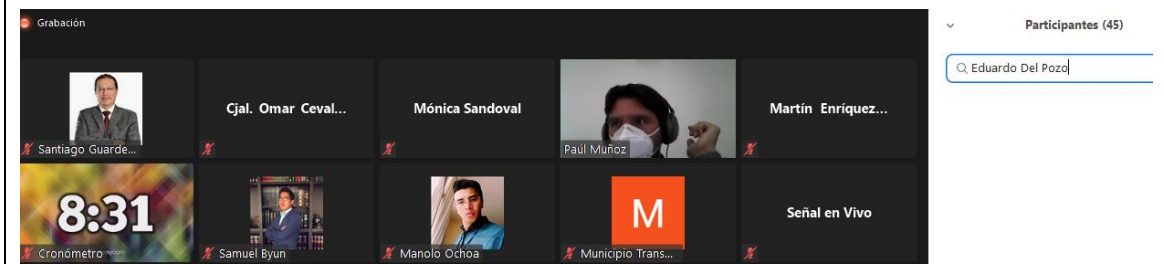 Grabación
Participantes (45)
Eduardo Del Pozo
Cjal. Omar Ceval...
Mónica Sandoval
Martín Enríquez...
Santiago Guarde...
Paúl Muñoz
8:31
M
Señal en Vivo
Cronómetro
Samuel Byun
Manolo Ochoa
Municipio Trans...